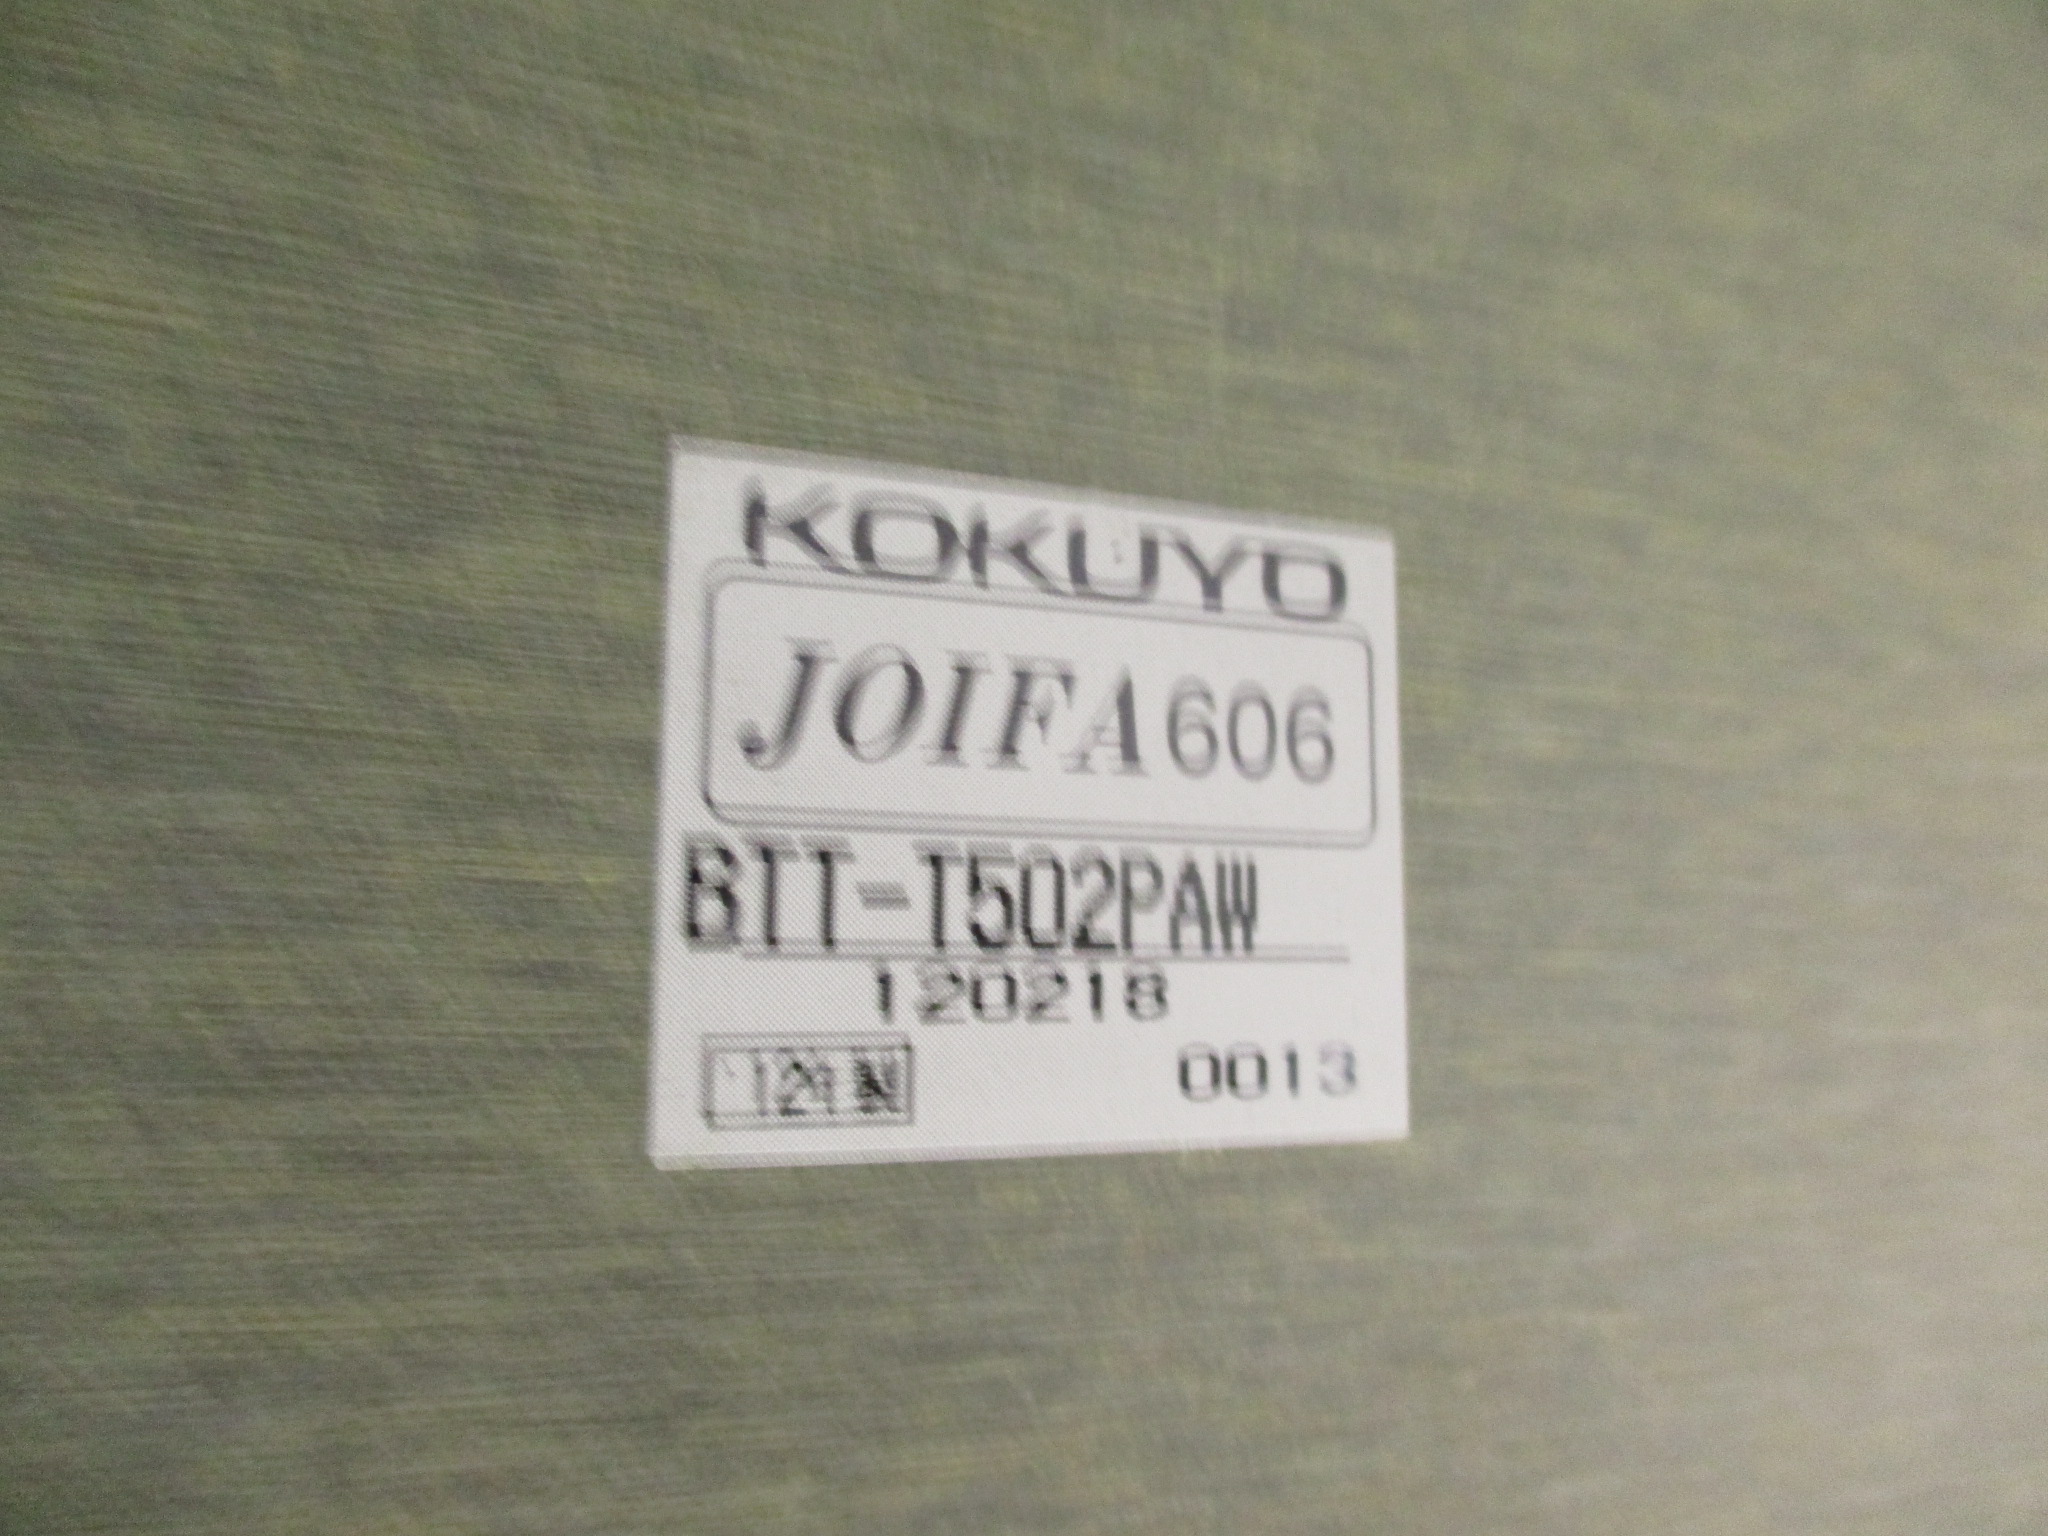 KOKUYO
JOIFA606
BTT-T502PAW
120218
12年製
0013